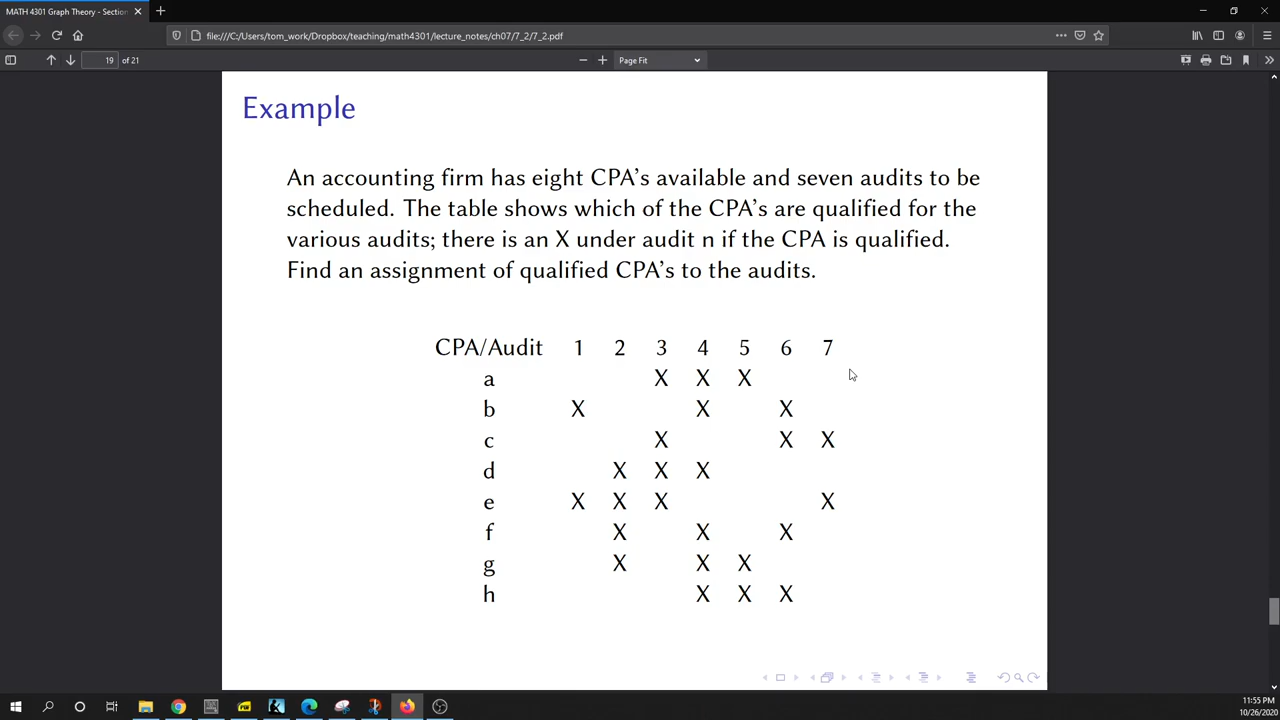 MATH 4301 Graph Theory - Section
file:///C:/Users/tom_work/Dropbox/teaching/math4301/lecture_notes/ch07/7_2/7_2.pdf
19 of 21
Page Fit
Example
An accounting firm has eight CPA's available and seven audits to be
scheduled. The table shows which of the CPA's are qualified for the
various audits; there is an X under audit n if the CPA is qualified.
Find an assignment of qualified CPA's to the audits.
CPA/Audit 1 2 3 4 5 6 7
a X X X
b X X X
c X X X
d X X X
e X X X X
f X X X
g X X X
h X X X
11:55 PM
10/26/2020